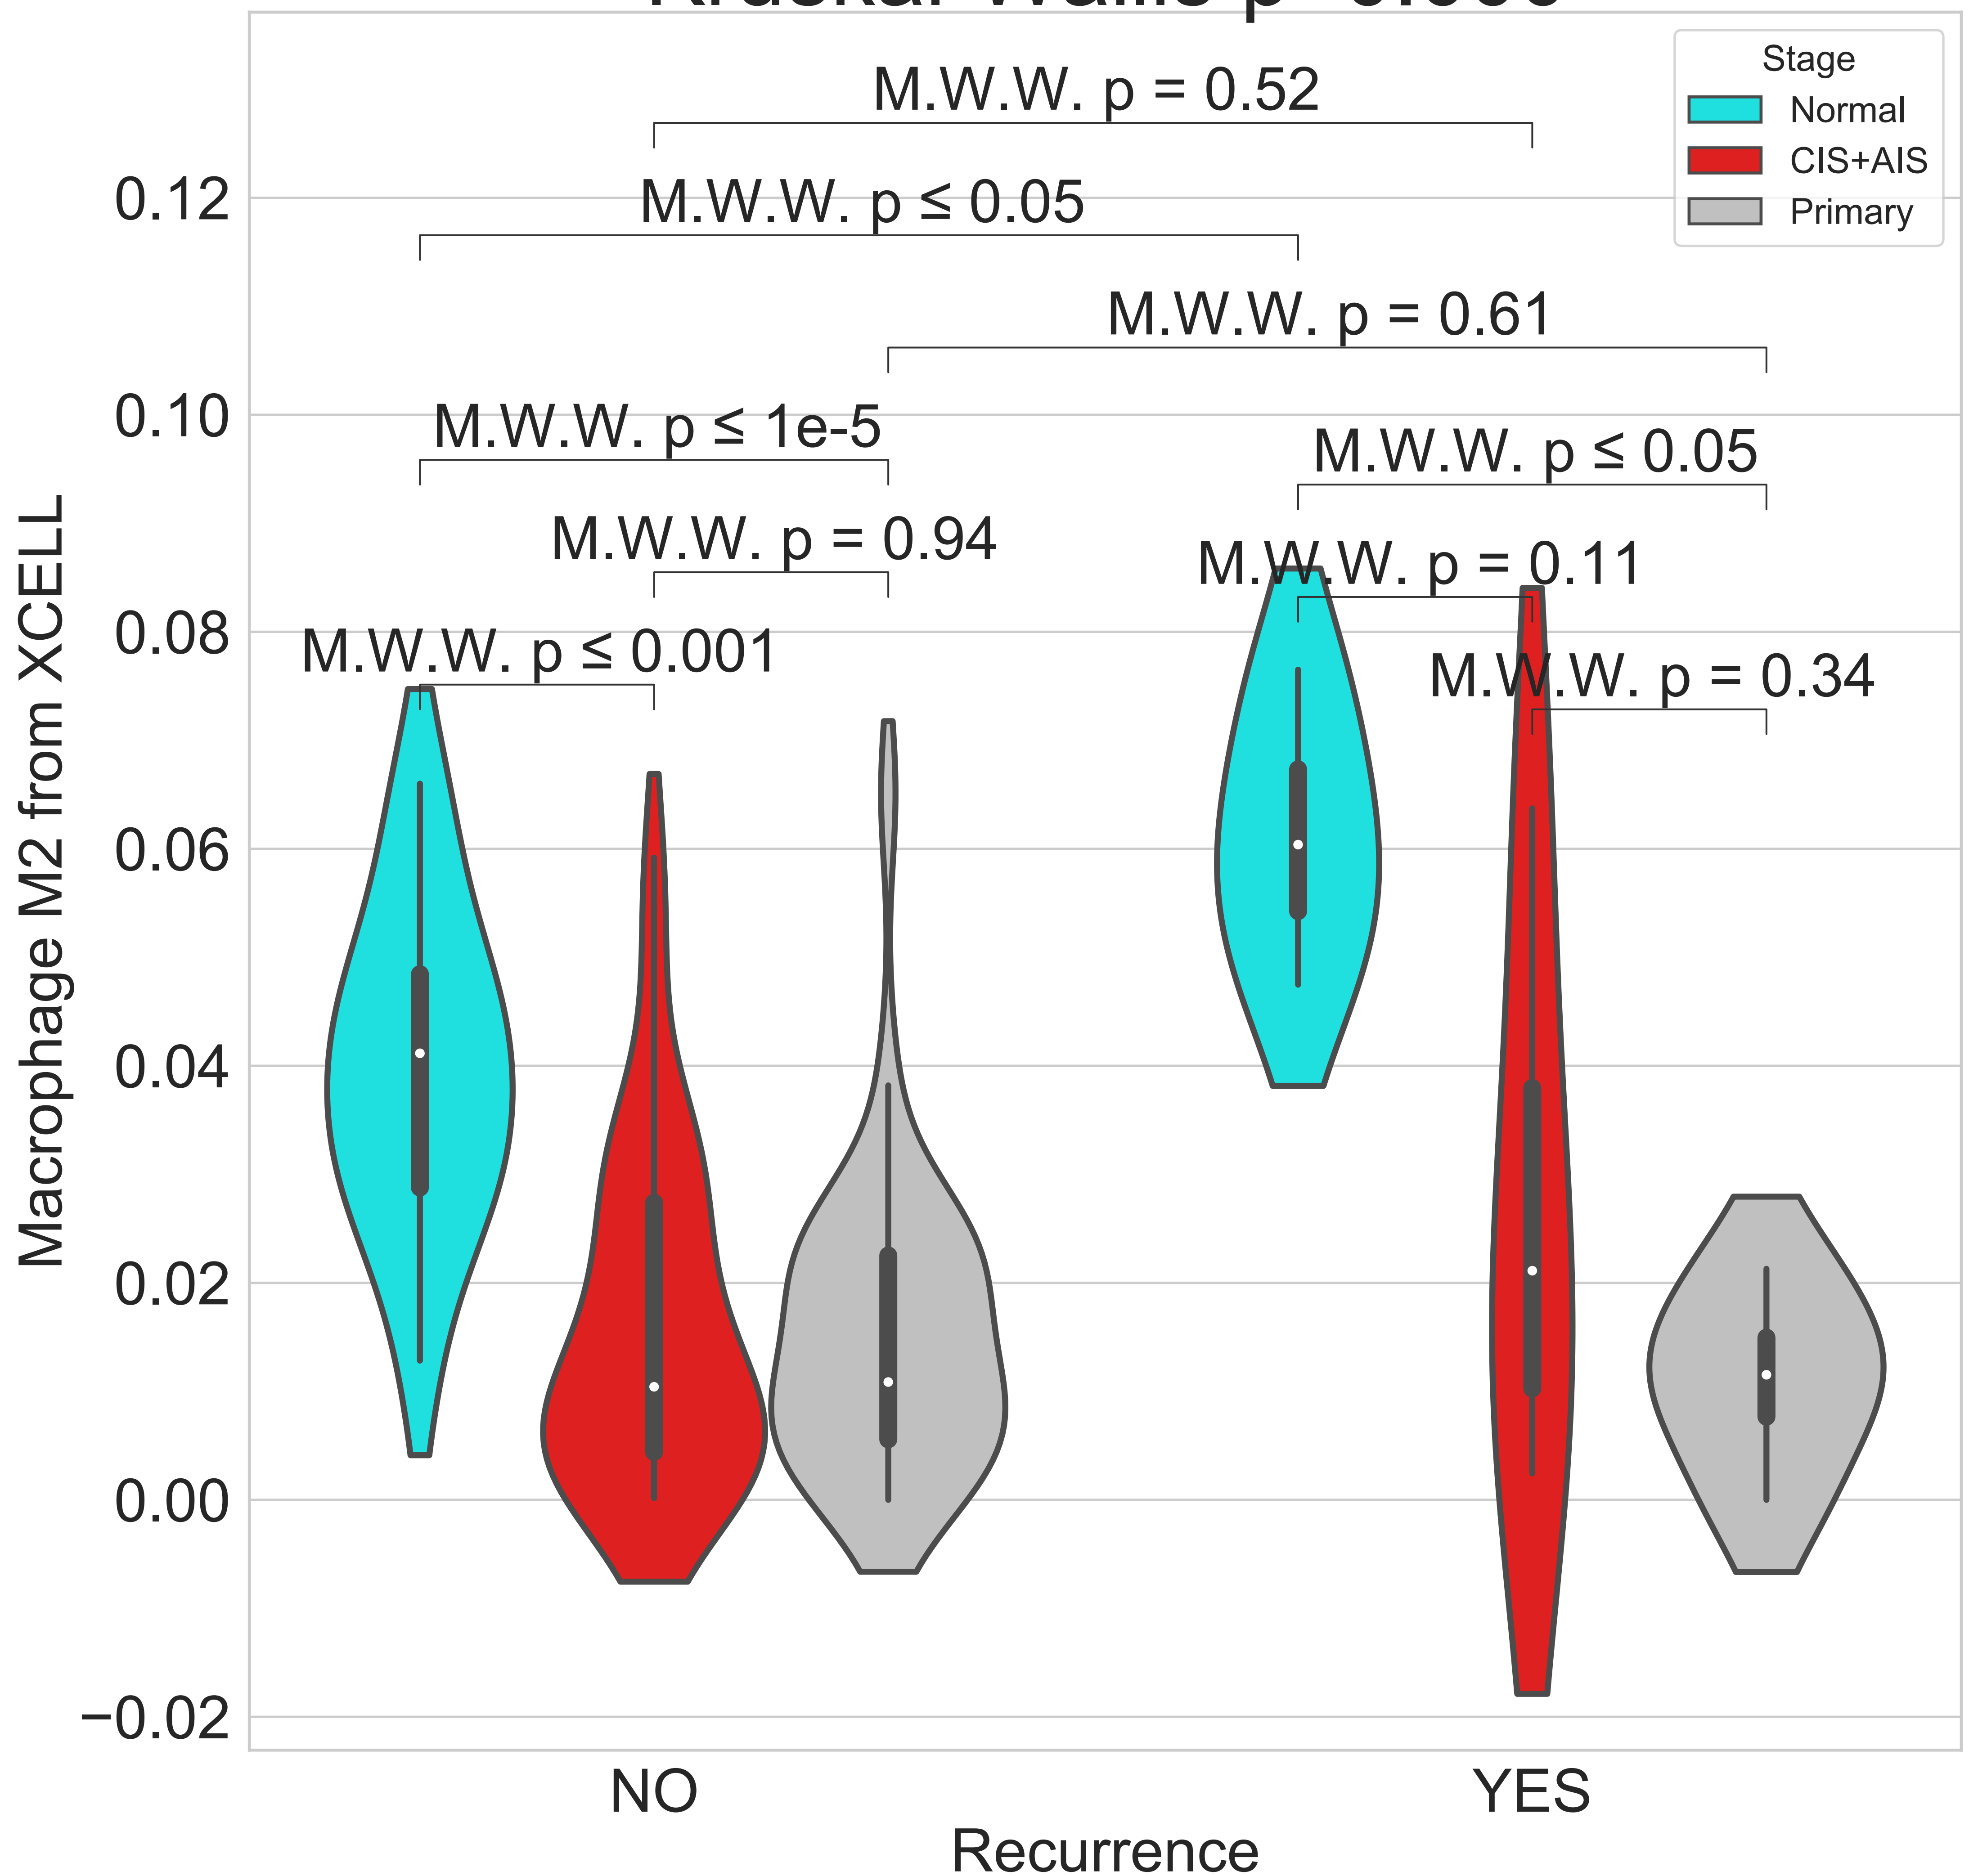 M.W.W. p = 0.52
M.W.W. p ≤ 0.05
M.W.W. p = 0.61
M.W.W. p ≤ 1e-5
M.W.W. p ≤ 0.05
M.W.W. p = 0.94
M.W.W. p = 0.11
M.W.W. p ≤ 0.001
M.W.W. p = 0.34
Stage
Normal
CIS+AIS
Primary
0.12
0.10
0.08
0.06
0.04
0.02
0.00
−0.02
Macrophage M2 from XCELL
NO
YES
Recurrence